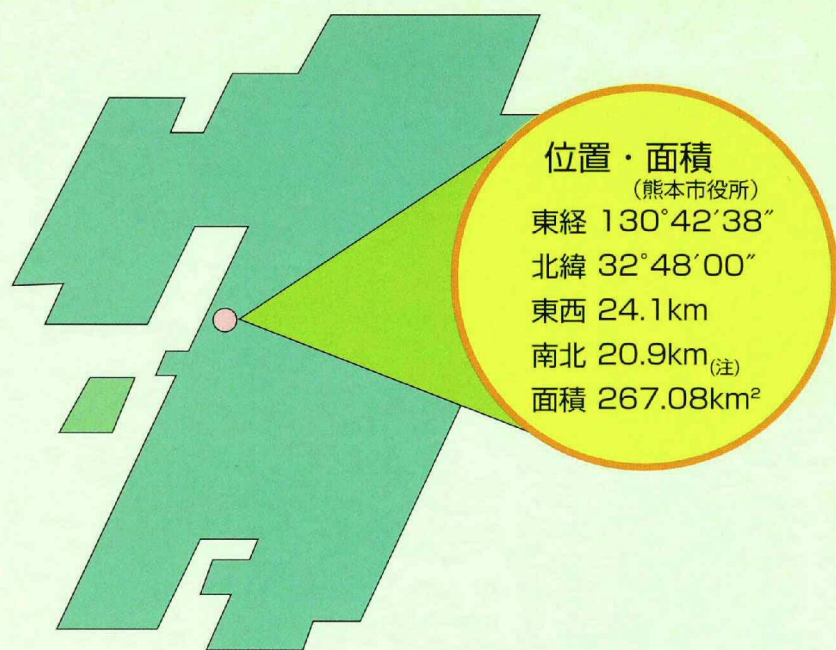 位置・面積
（熊本市役所）
東経 130°42′38″
北緯 32°48′00″
東西 24.1km
南北 20.9km(注)
面積 267.08km²